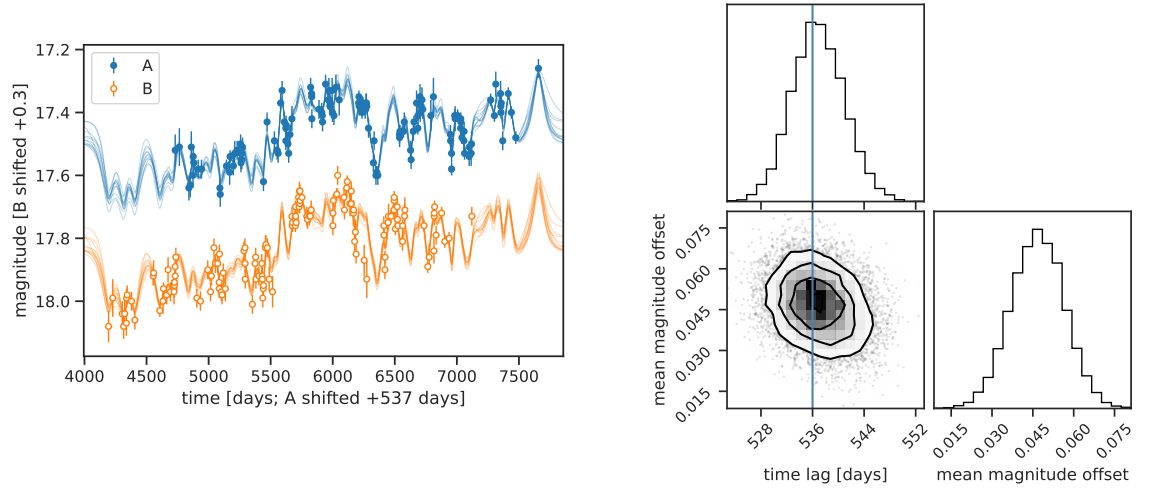 17.2
17.4
17.6
17.8
18.0
magnitude [B shifted +0.3]
A
B
4000 4500 5000 5500 6000 6500 7000 7500
time [days; A shifted +537 days]
mean magnitude offset
0.075
0.060
0.045
0.030
0.015
528 536 544 552
time lag [days]
0.015 0.030 0.045 0.060 0.075
mean magnitude offset